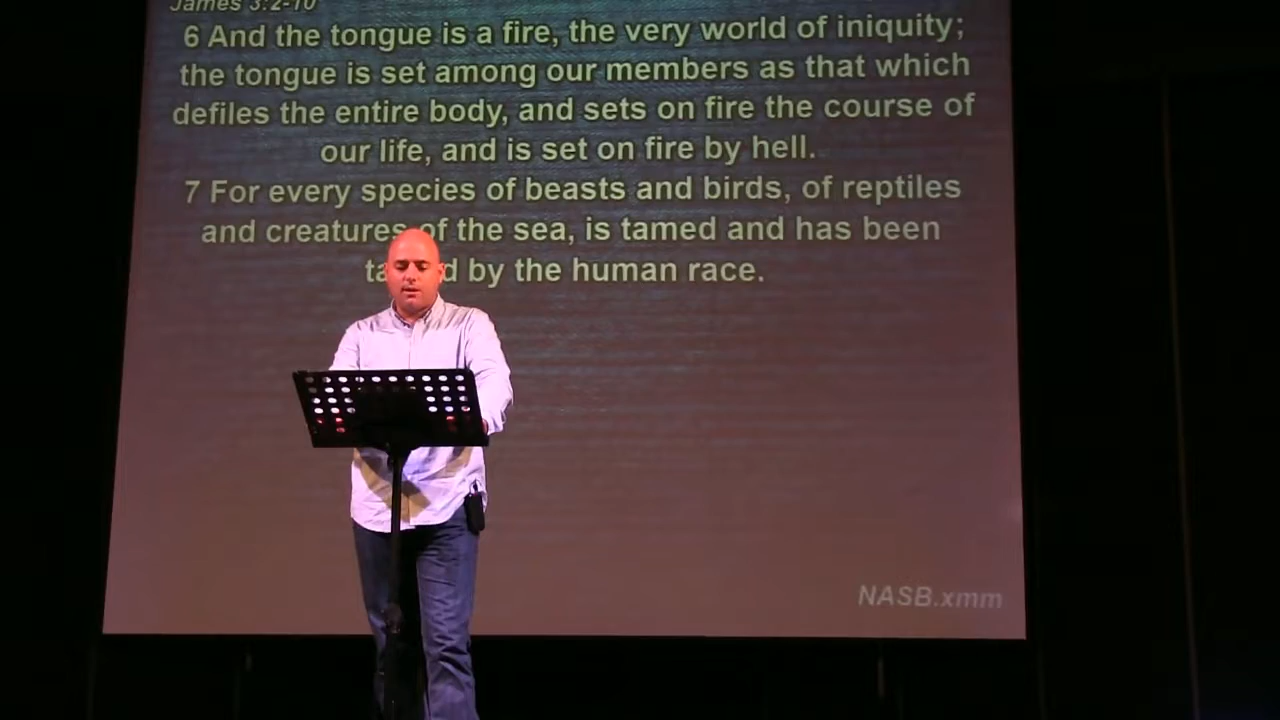 James 3:2-10
6 And the tongue is a fire, the very world of iniquity;
the tongue is set among our members as that which
defiles the entire body, and sets on fire the course of
our life, and is set on fire by hell.
7 For every species of beasts and birds, of reptiles
and creatures of the sea, is tamed and has been
by the human race.
NASB.xmm